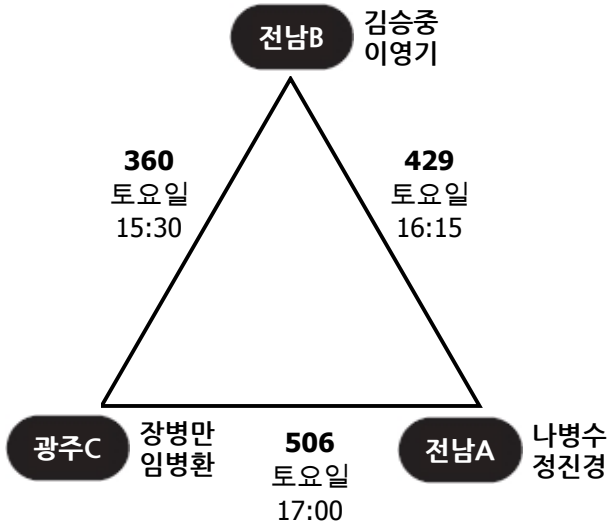 전남B
김승중
이영기
360
토요일
15:30
429
토요일
16:15
광주C
장병만
임병환
506
토요일
17:00
전남A
나병수
정진경